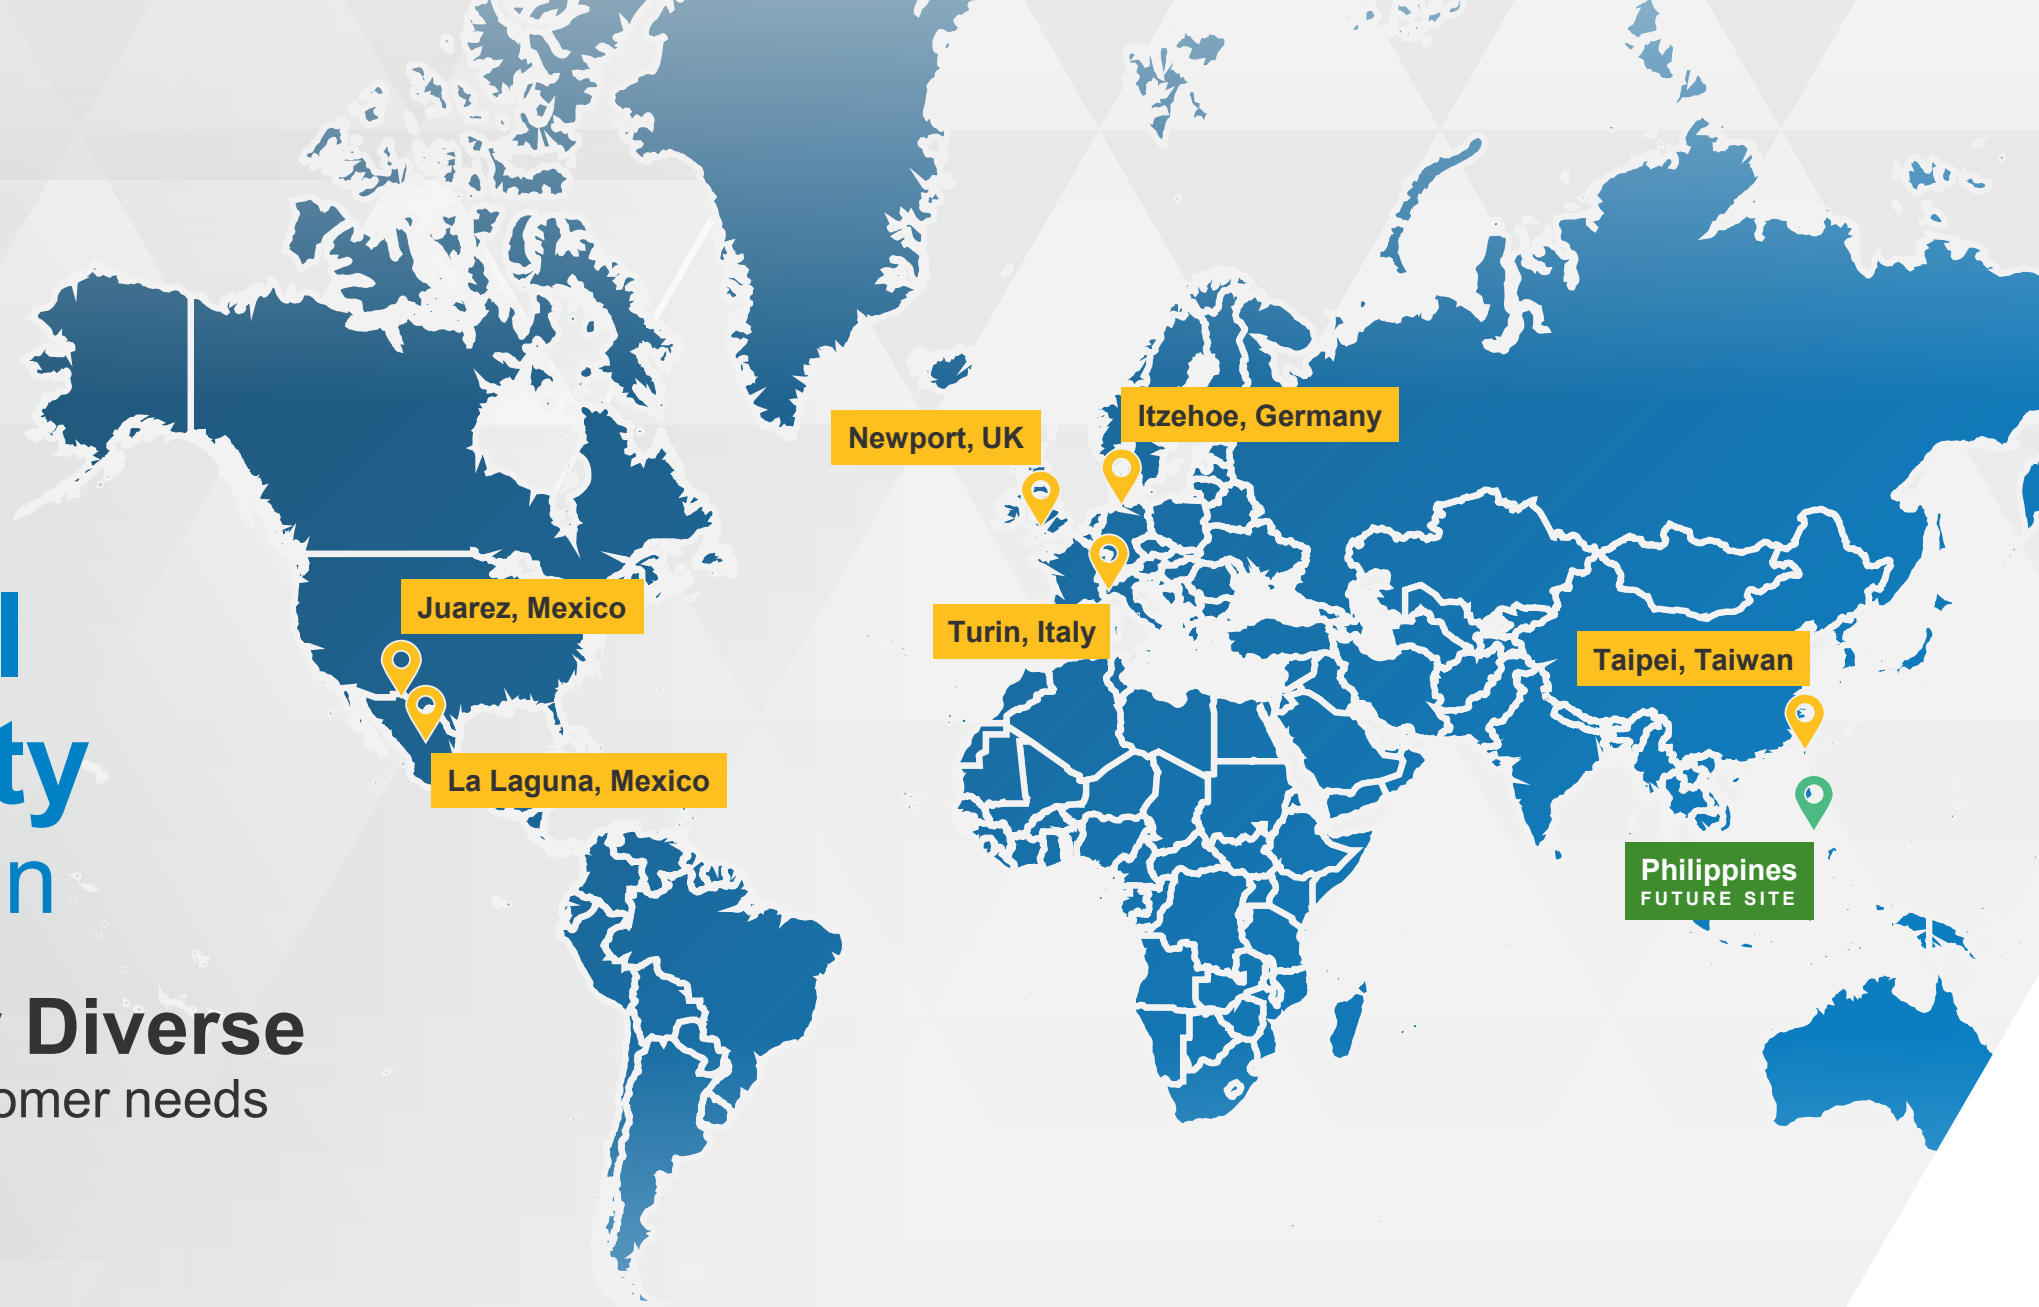 Itzehoe, Germany
Newport, UK
Juarez, Mexico
Turin, Italy
Taipei, Taiwan
La Laguna, Mexico
Philippines
FUTURE SITE
ty
n
Diverse
omer needs